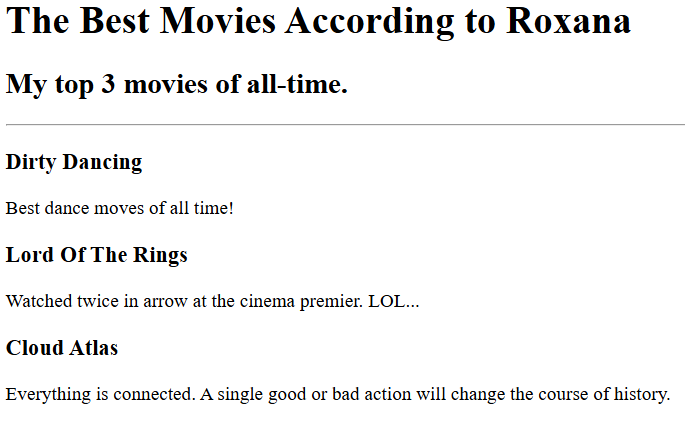 The Best Movies According to Roxana
My top 3 movies of all-time.
Dirty Dancing
Best dance moves of all time!
Lord Of The Rings
Watched twice in arrow at the cinema premier. LOL...
Cloud Atlas
Everything is connected. A single good or bad action will change the course of history.